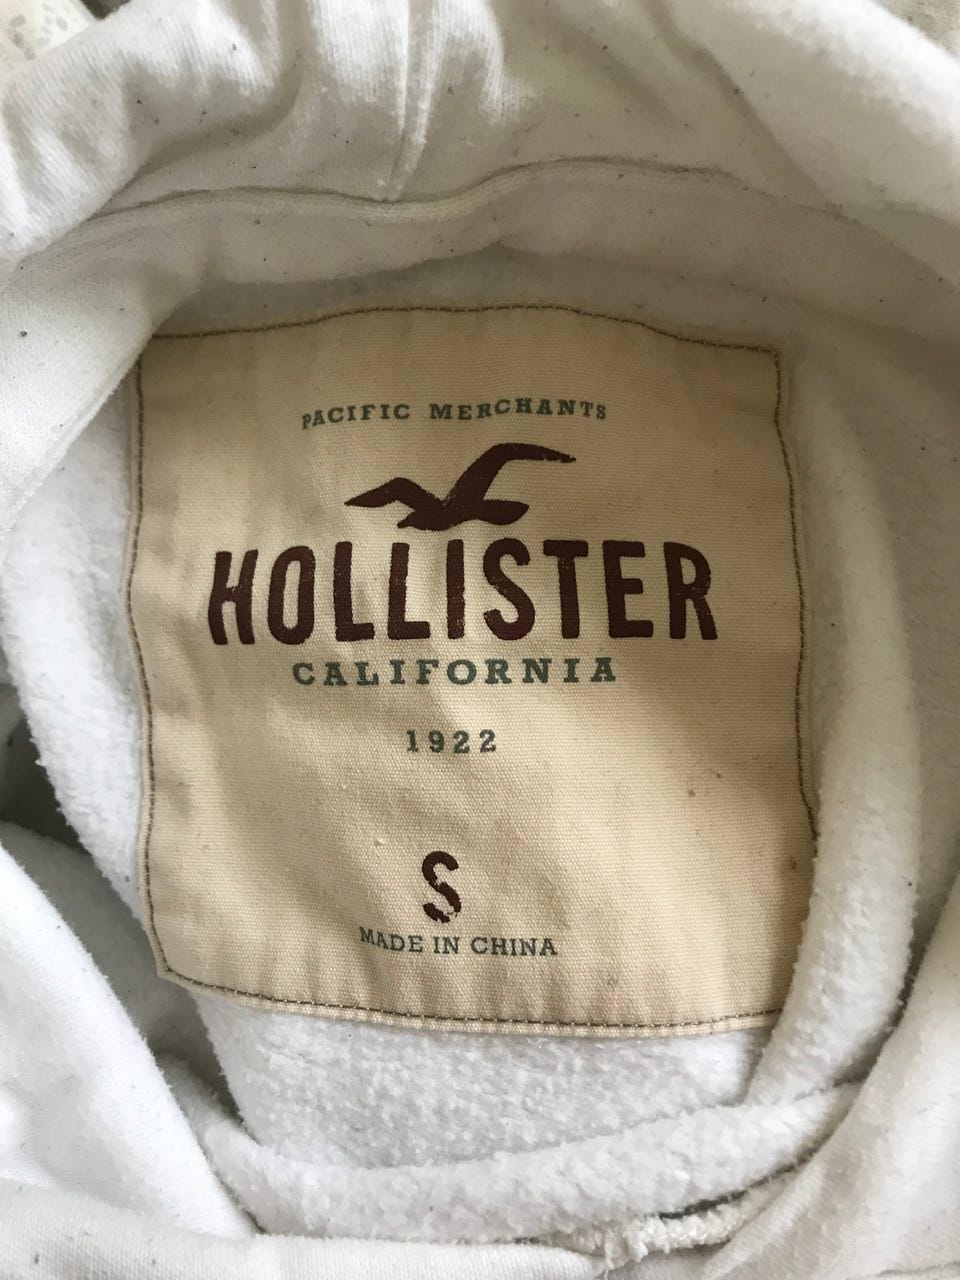 PACIFIC MERCHANTS
HOLLISTER
CALIFORNIA
1922
S
MADE IN CHINA